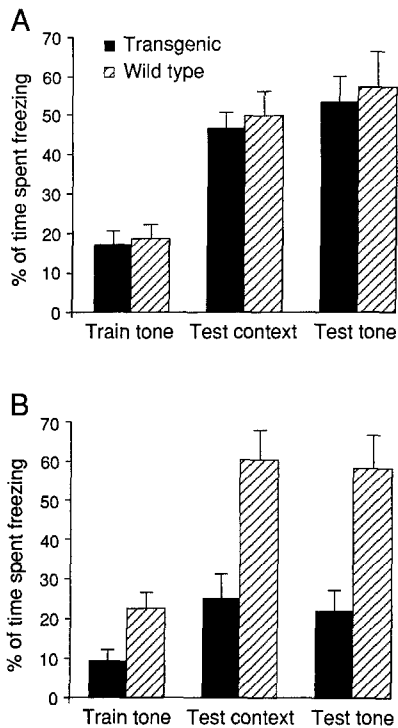 A
Transgenic
Wild type
% of time spent freezing
70
60
50
40
30
20
10
0
Train tone Test context Test tone
B
% of time spent freezing
70
60
50
40
30
20
10
0
Train tone Test context Test tone